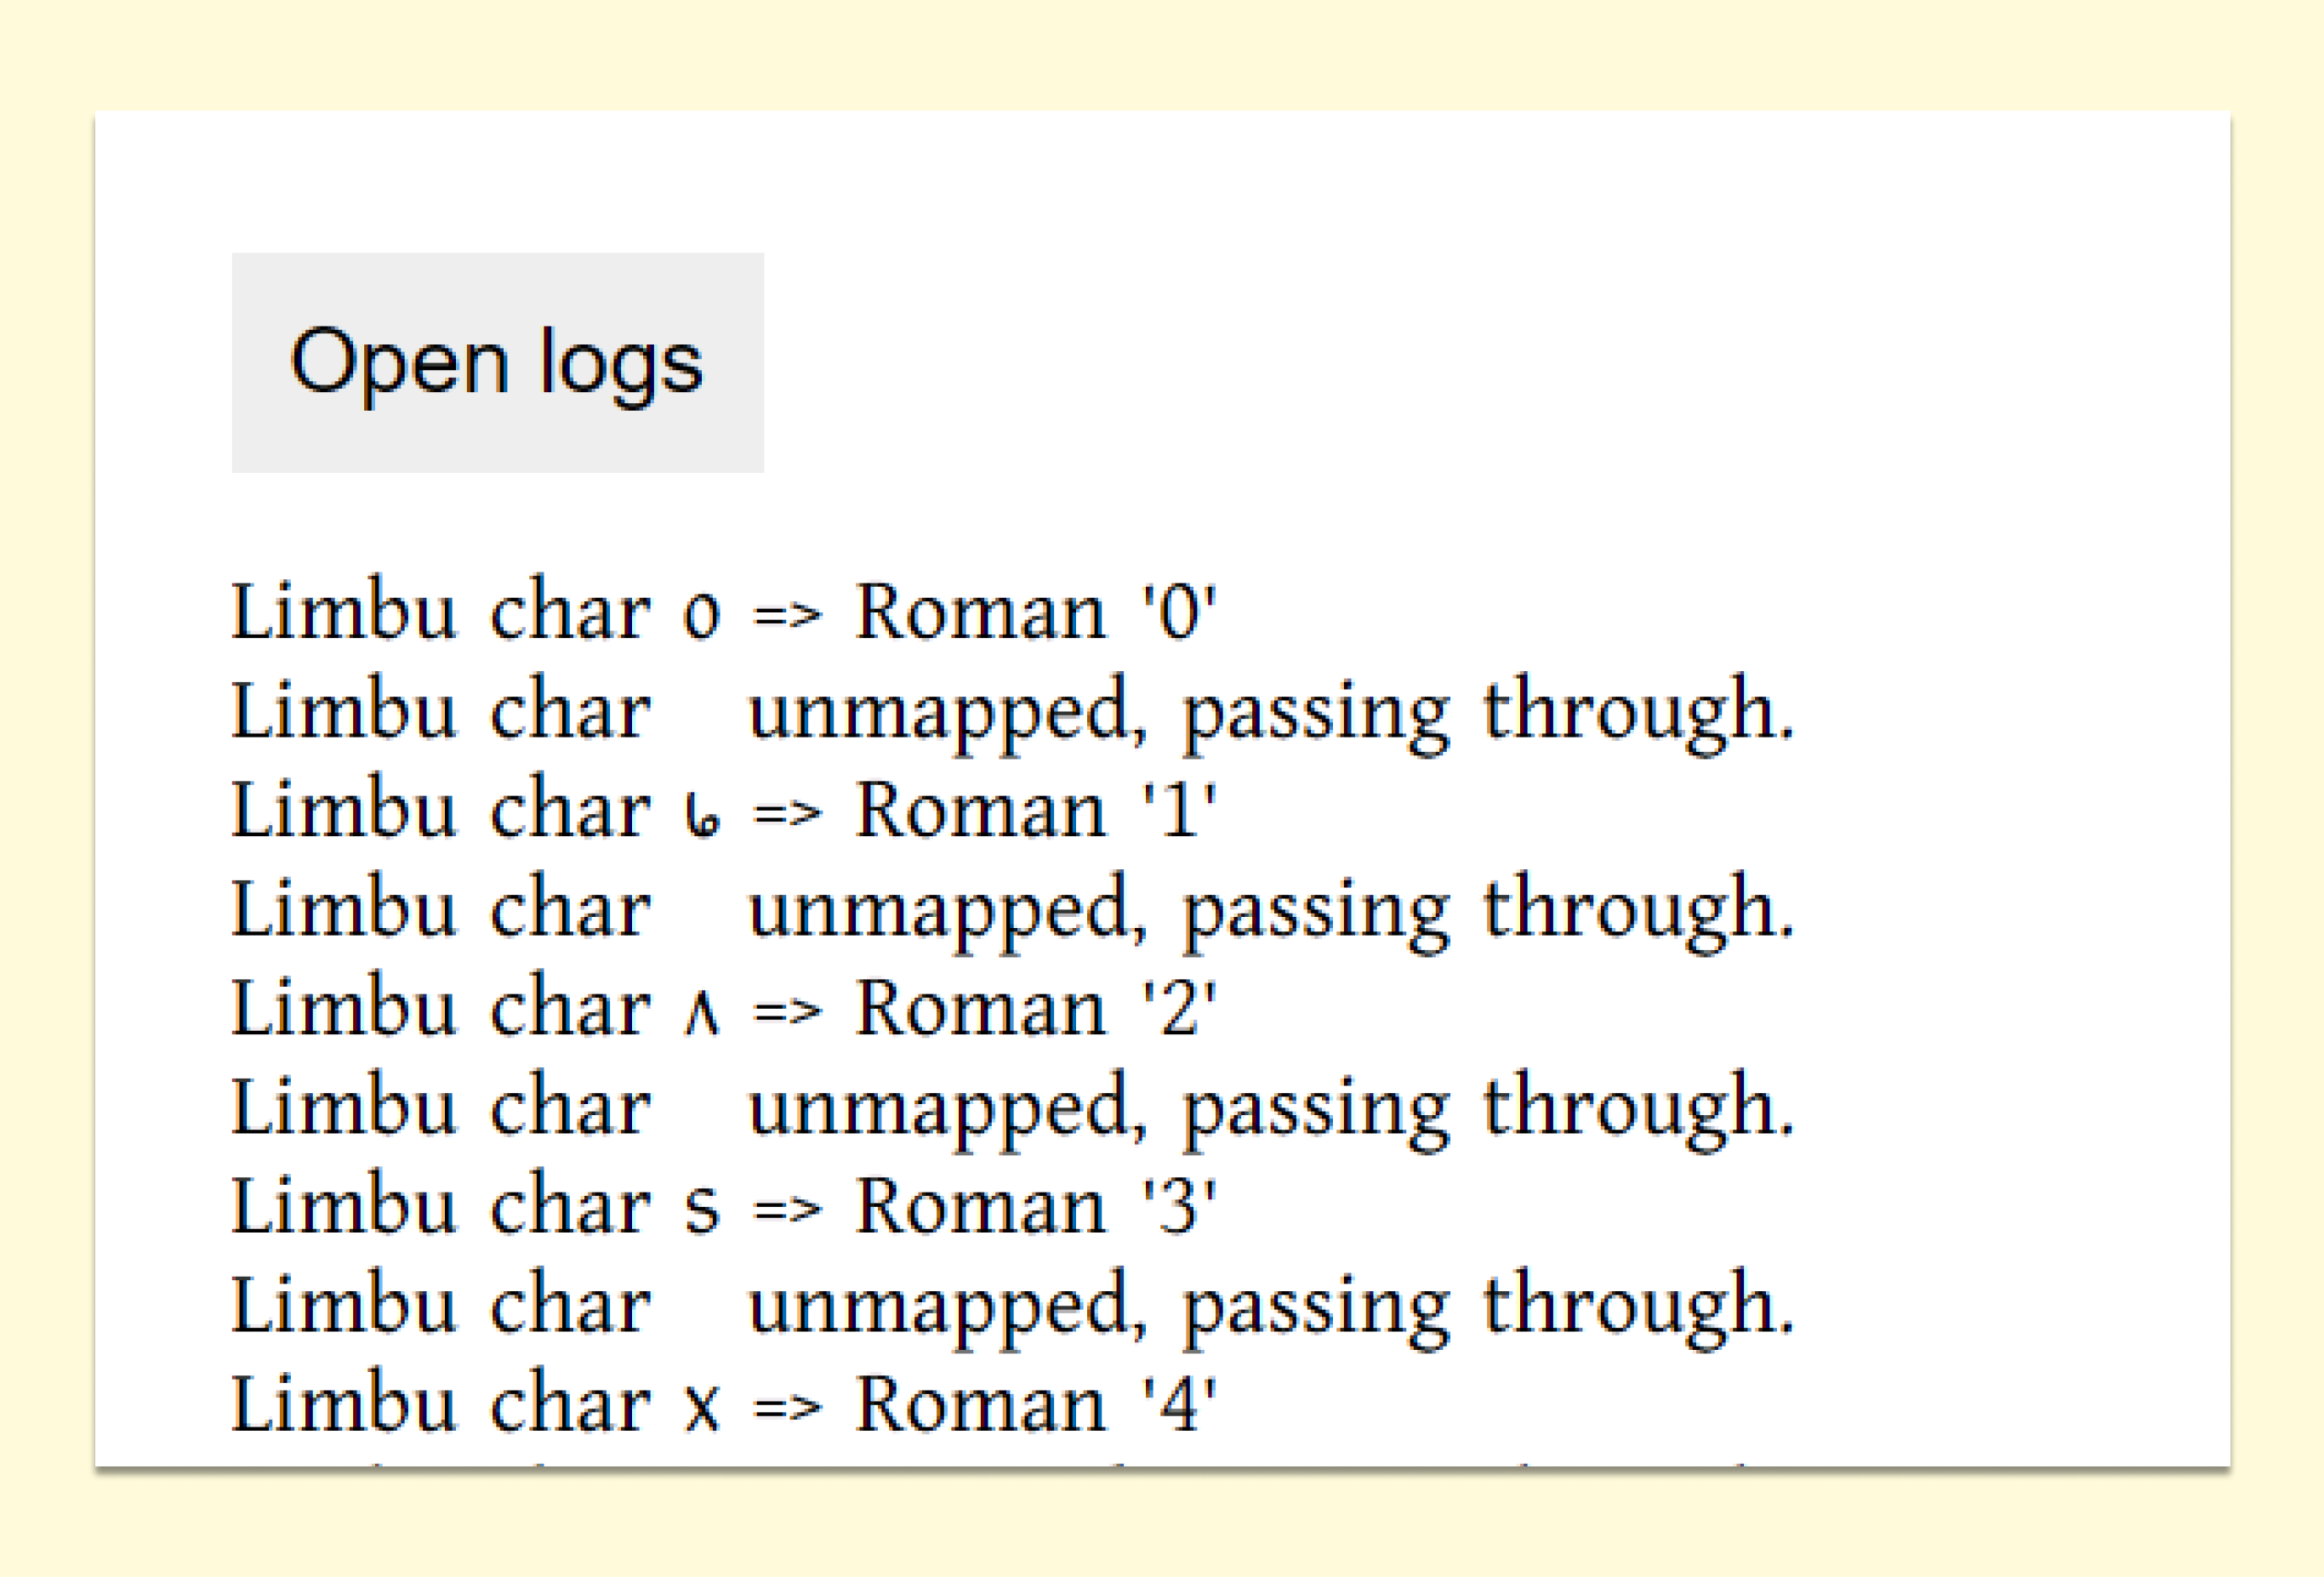 Open logs
Limbu char ᥆ => Roman '0'
Limbu char   unmapped, passing through.
Limbu char ᥇ => Roman '1'
Limbu char   unmapped, passing through.
Limbu char ᥈ => Roman '2'
Limbu char   unmapped, passing through.
Limbu char ᥉ => Roman '3'
Limbu char   unmapped, passing through.
Limbu char ᥊ => Roman '4'